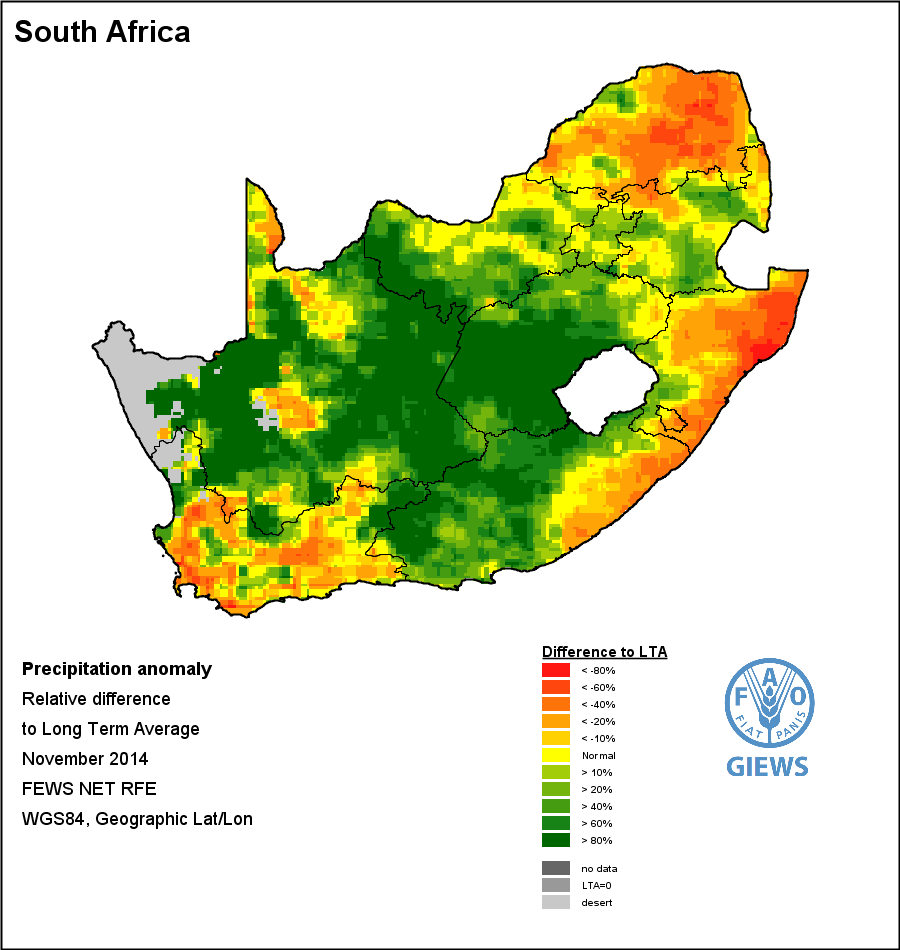 South Africa
Precipitation anomaly
Relative difference
to Long Term Average
November 2014
FEWS NET RFE
WGS84, Geographic Lat/Lon
Difference to LTA
< -80%
< -60%
< -40%
< -20%
< -10%
Normal
> 10%
> 20%
> 40%
> 60%
> 80%
no data
LTA=0
desert
F A O
FIAT PANIS
GIEWS